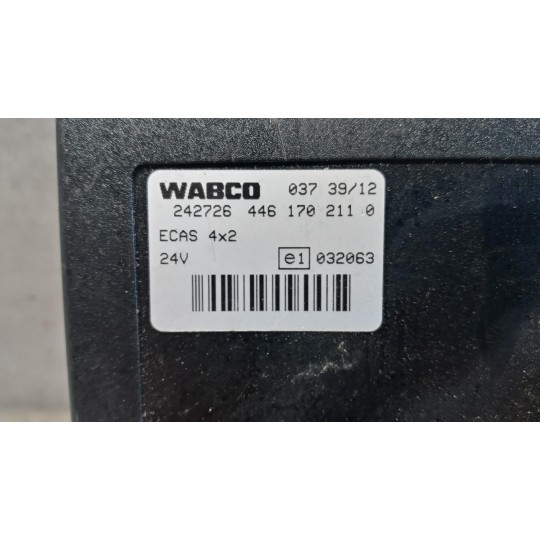 WABCO 037 39/12
242726 446 170 211 0
ECAS 4x2
24V e1 032063